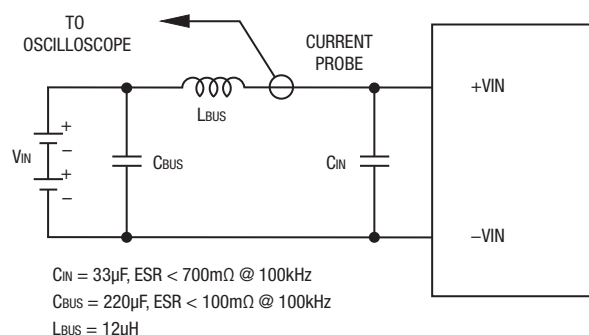 TO
OSCILLOSCOPE
CURRENT
PROBE
+VIN
LBUS
+
VIN
−
+
−
CBUS
CIN
−VIN
CIN = 33µF, ESR < 700mΩ @ 100kHz
CBUS = 220µF, ESR < 100mΩ @ 100kHz
LBUS = 12µH